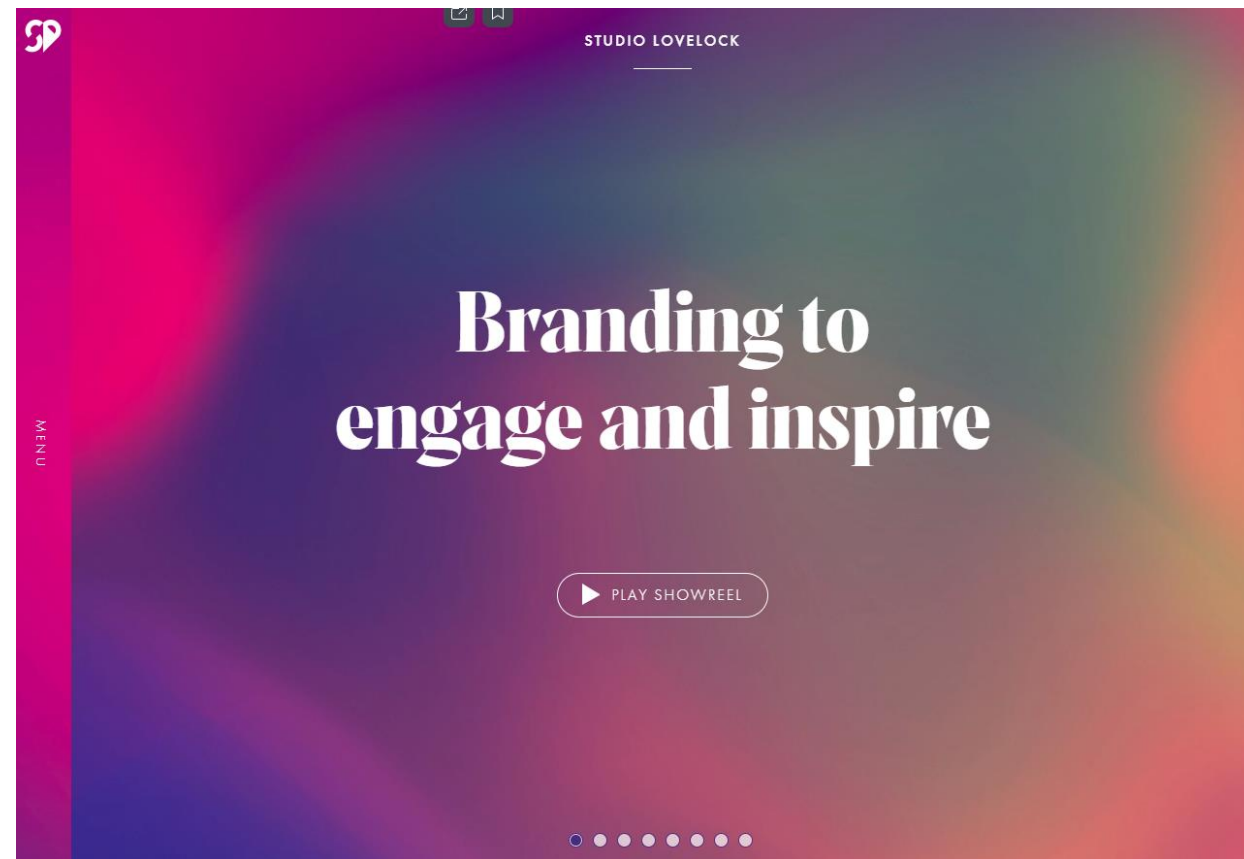 STUDIO LOVELOCK
Branding to
engage and inspire
MENU
PLAY SHOWREEL